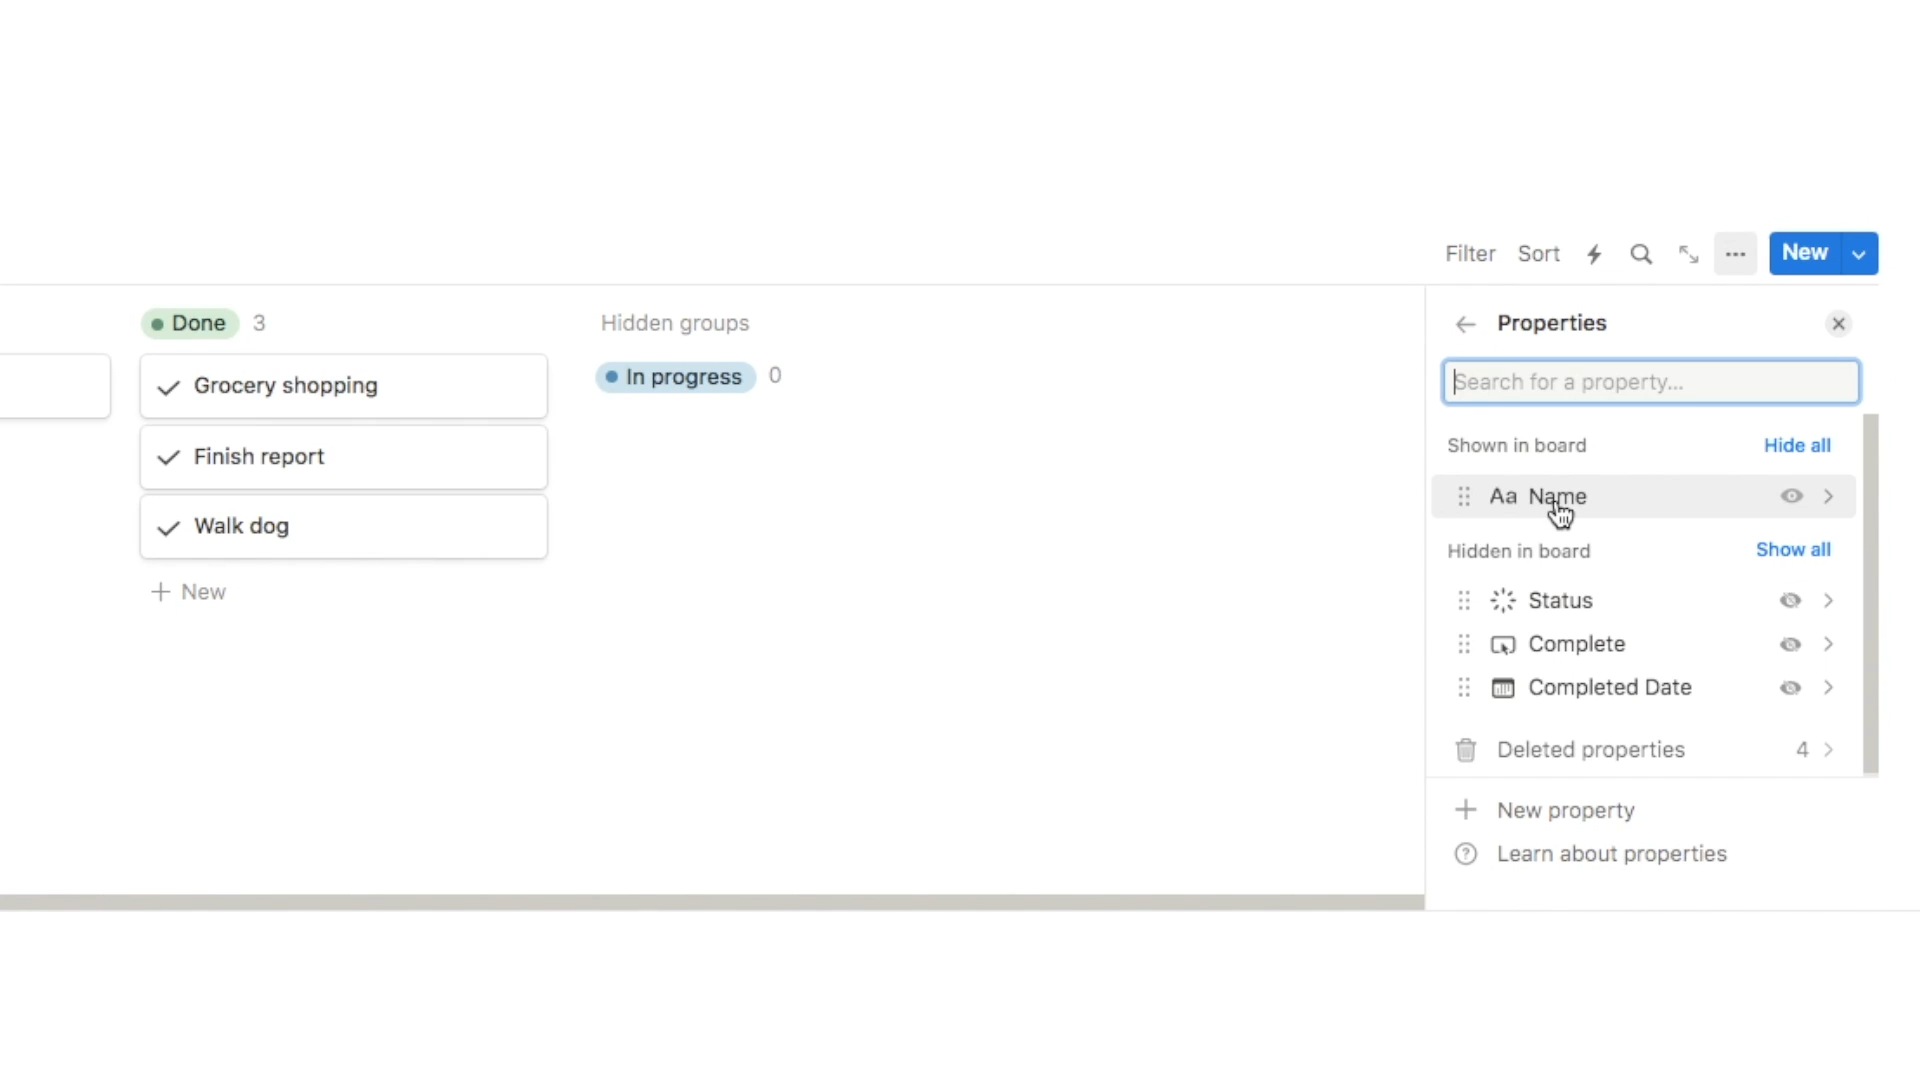 Filter Sort New
Done 3
Hidden groups
Properties
Grocery shopping
In progress 0
Search for a property...
Finish report
Shown in board Hide all
Walk dog
Aa Name
New
Hidden in board Show all
Status
Complete
Completed Date
Deleted properties 4
New property
Learn about properties